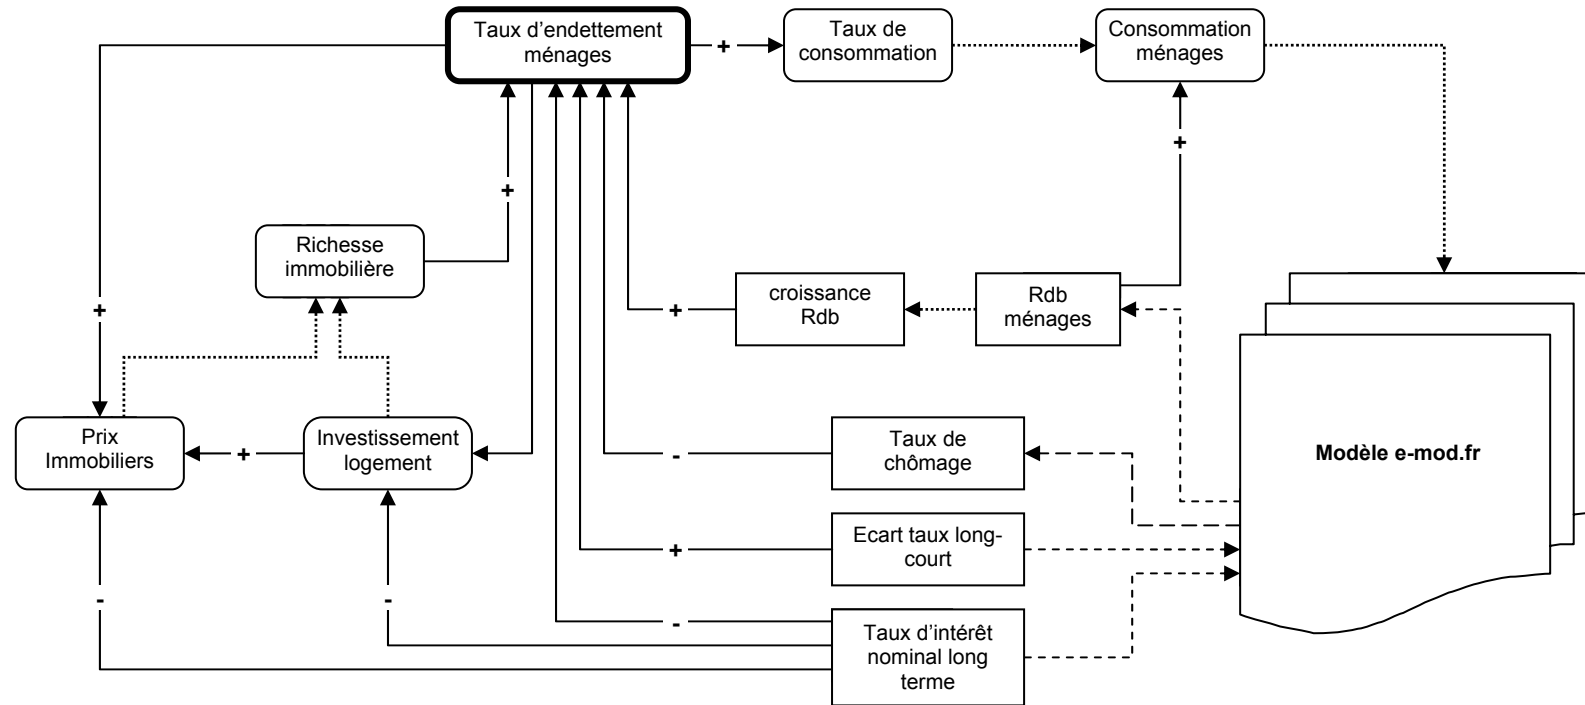 Taux d'endettement
ménages
+
Taux de
consommation
Consommation
ménages
+
+
Richesse
immobilière
+
croissance
Rdb
+
Rdb
ménages
Prix
Immobiliers
+
Investissement
logement
-
Taux de
chômage
Modèle e-mod.fr
+
Ecart taux long-
court
-
-
-
Taux d'intérêt
nominal long
terme